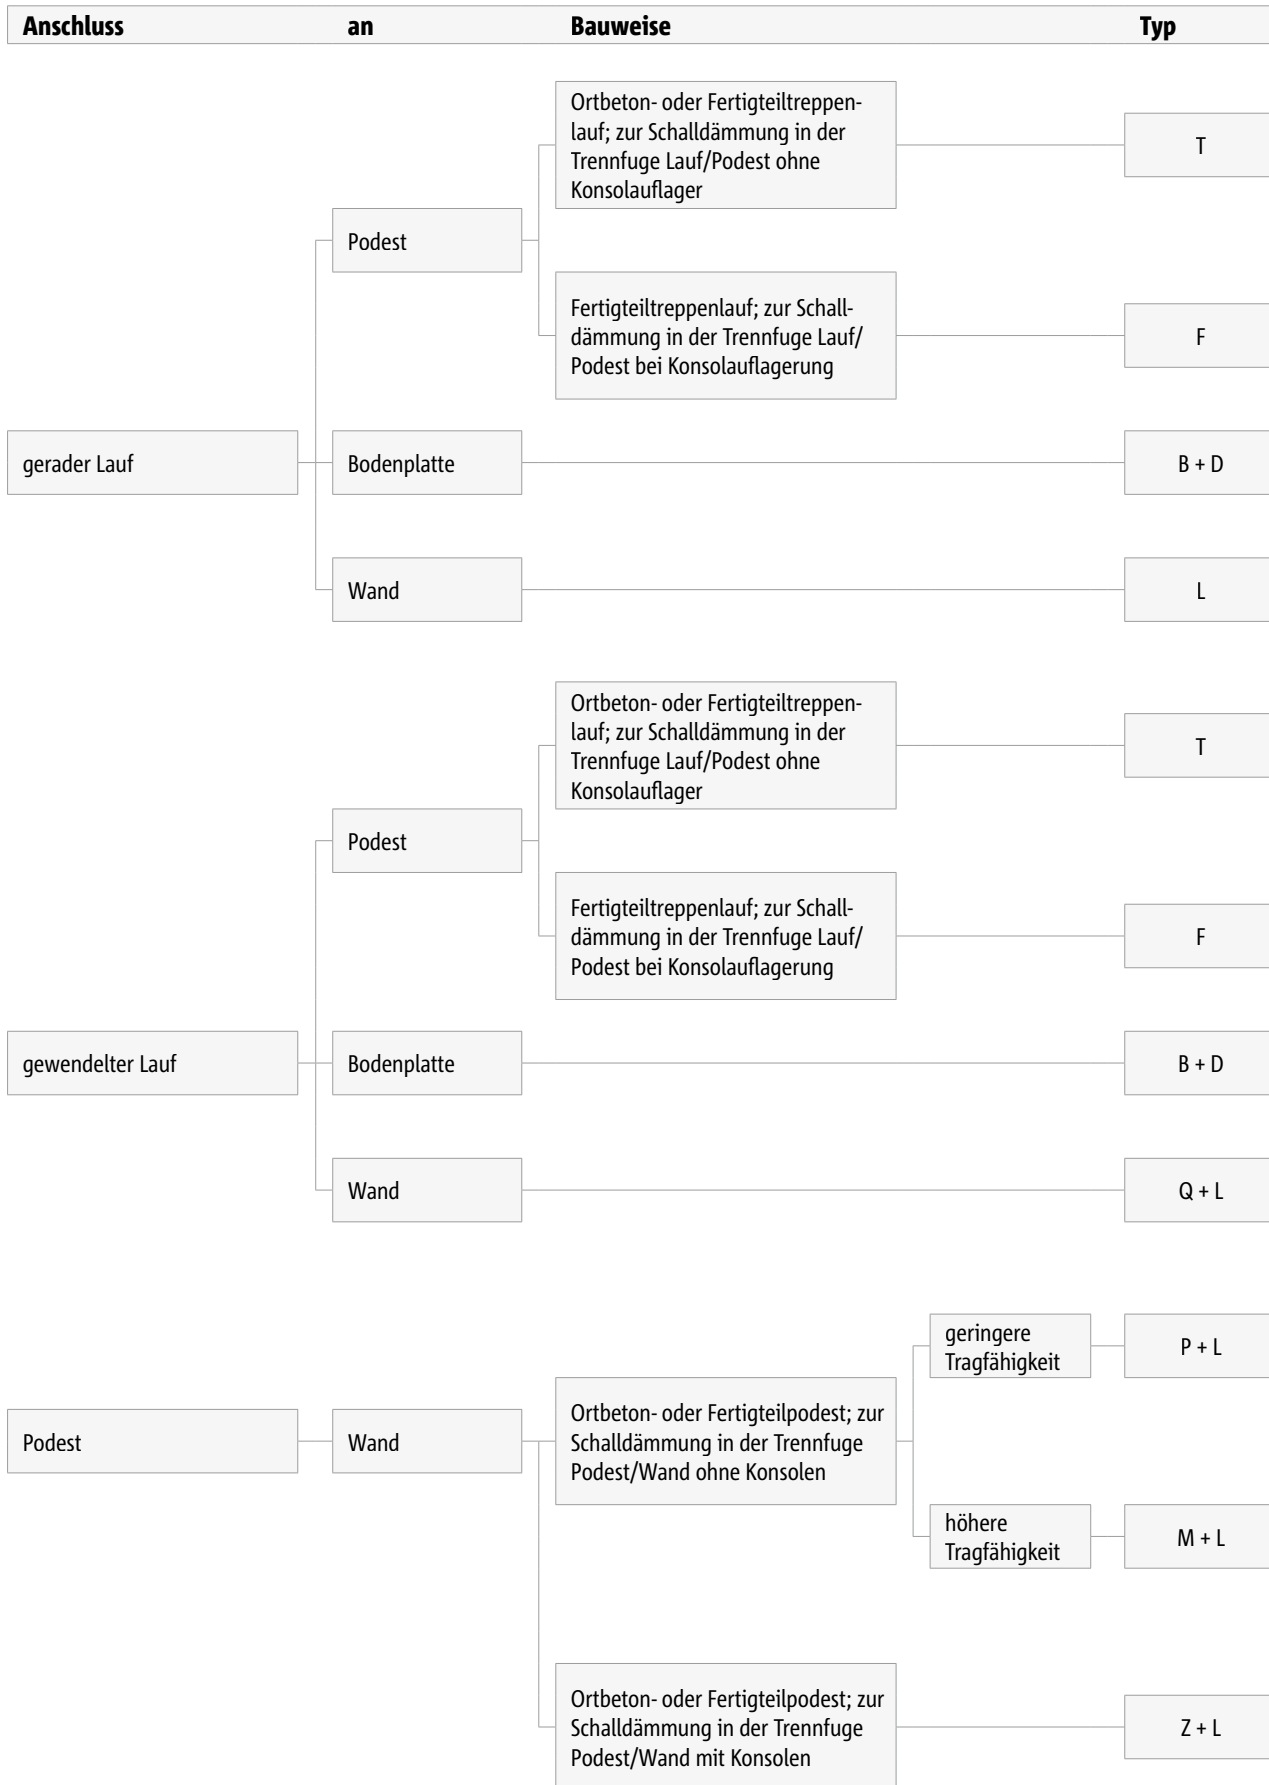 Anschluss an Bauweise Typ
Ortbeton- oder Fertigteiltreppen-
lauf; zur Schalldämmung in der
Trennfuge Lauf/Podest ohne
Konsolauflager
T
Podest
Fertigteiltreppenlauf; zur Schall-
dämmung in der Trennfuge Lauf/
Podest bei Konsolauflagerung
F
gerader Lauf
Bodenplatte
B + D
Wand
L
Ortbeton- oder Fertigteiltreppen-
lauf; zur Schalldämmung in der
Trennfuge Lauf/Podest ohne
Konsolauflager
T
Podest
Fertigteiltreppenlauf; zur Schall-
dämmung in der Trennfuge Lauf/
Podest bei Konsolauflagerung
F
gewendelter Lauf
Bodenplatte
B + D
Wand
Q + L
geringere
Tragfähigkeit
P + L
Podest
Wand
Ortbeton- oder Fertigteilpodest; zur
Schalldämmung in der Trennfuge
Podest/Wand ohne Konsolen
höhere
Tragfähigkeit
M + L
Ortbeton- oder Fertigteilpodest; zur
Schalldämmung in der Trennfuge
Podest/Wand mit Konsolen
Z + L